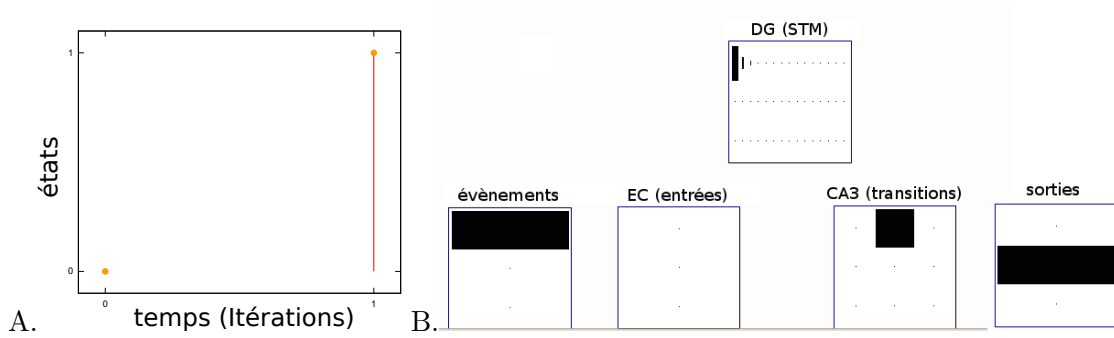 1
états
0
0
1
temps (Itérations)
A.
DG (STM)
évènements
EC (entrées)
CA3 (transitions)
sorties
B.